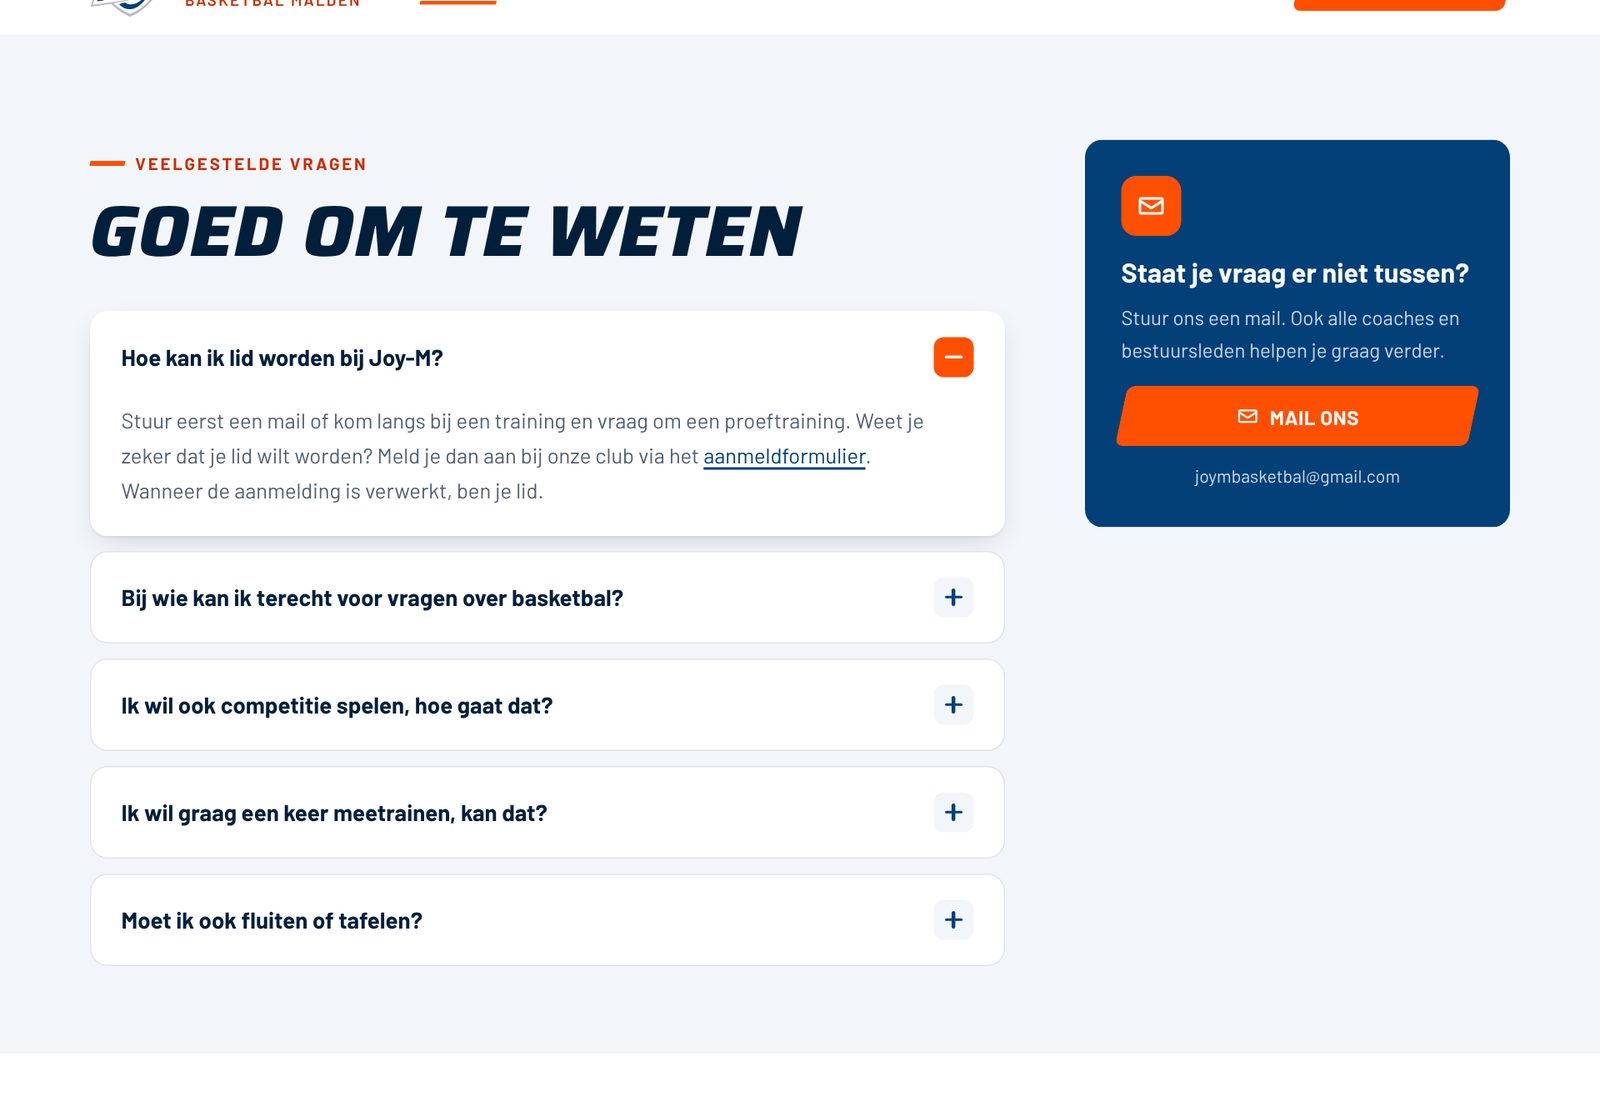 BASKETBAL MALDEN
VEELGESTELDE VRAGEN
GOED OM TE WETEN
Hoe kan ik lid worden bij Joy-M?
Stuur eerst een mail of kom langs bij een training en vraag om een proeftraining. Weet je
zeker dat je lid wilt worden? Meld je dan aan bij onze club via het aanmeldformulier.
Wanneer de aanmelding is verwerkt, ben je lid.
Bij wie kan ik terecht voor vragen over basketbal?
Ik wil ook competitie spelen, hoe gaat dat?
Ik wil graag een keer meetrainen, kan dat?
Moet ik ook fluiten of tafelen?
Staat je vraag er niet tussen?
Stuur ons een mail. Ook alle coaches en
bestuursleden helpen je graag verder.
MAIL ONS
joymbasketbal@gmail.com